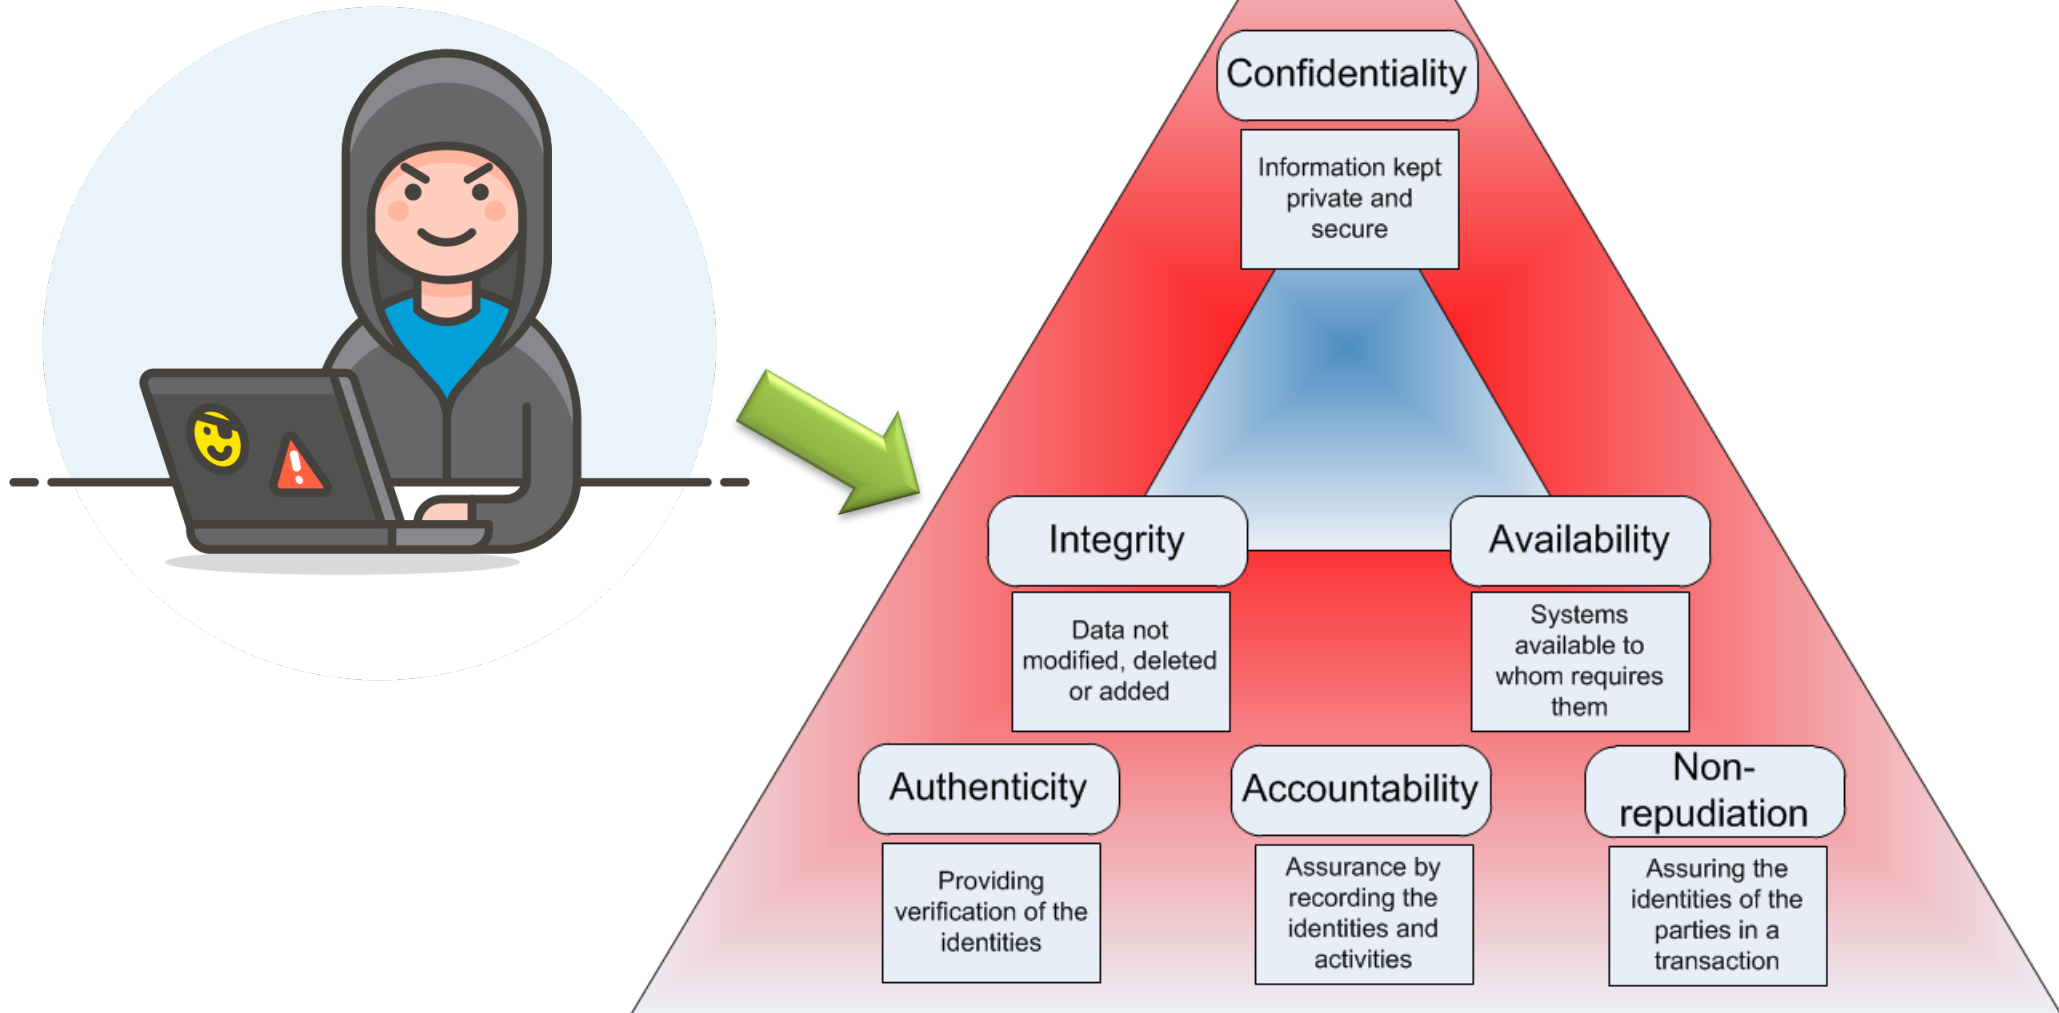 Confidentiality
Information kept
private and
secure
Integrity
Data not
modified, deleted
or added
Availability
Systems
available to
whom requires
them
Authenticity
Providing
verification of the
identities
Accountability
Assurance by
recording the
identities and
activities
Non-
repudiation
Assuring the
identities of the
parties in a
transaction